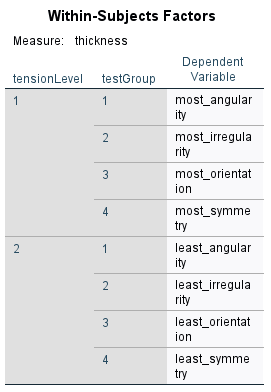 Within-Subjects Factors
Measure: thickness
tensionLevel testGroup Dependent Variable
1 1 most_angularity
2 most_irregularity
3 most_orientation
4 most_symmetry
2 1 least_angularity
2 least_irregularity
3 least_orientation
4 least_symmetry